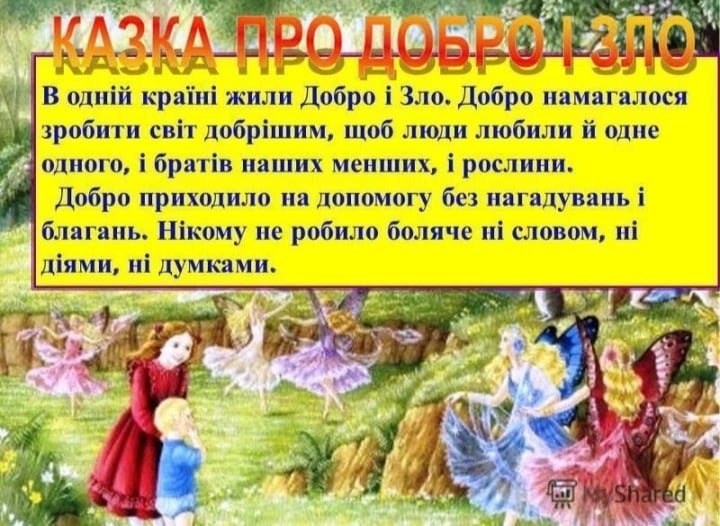 КАЗКА ПРО ДОБРО І ЗЛО
В одній країні жили Добро і Зло. Добро намагалося
зробити світ добрішим, щоб люди любили й одне
одного, і братів наших менших, і рослини.
Добро приходило на допомогу без нагадувань і
благань. Нікому не робило боляче ні словом, ні
діями, ні думками.
MyShared